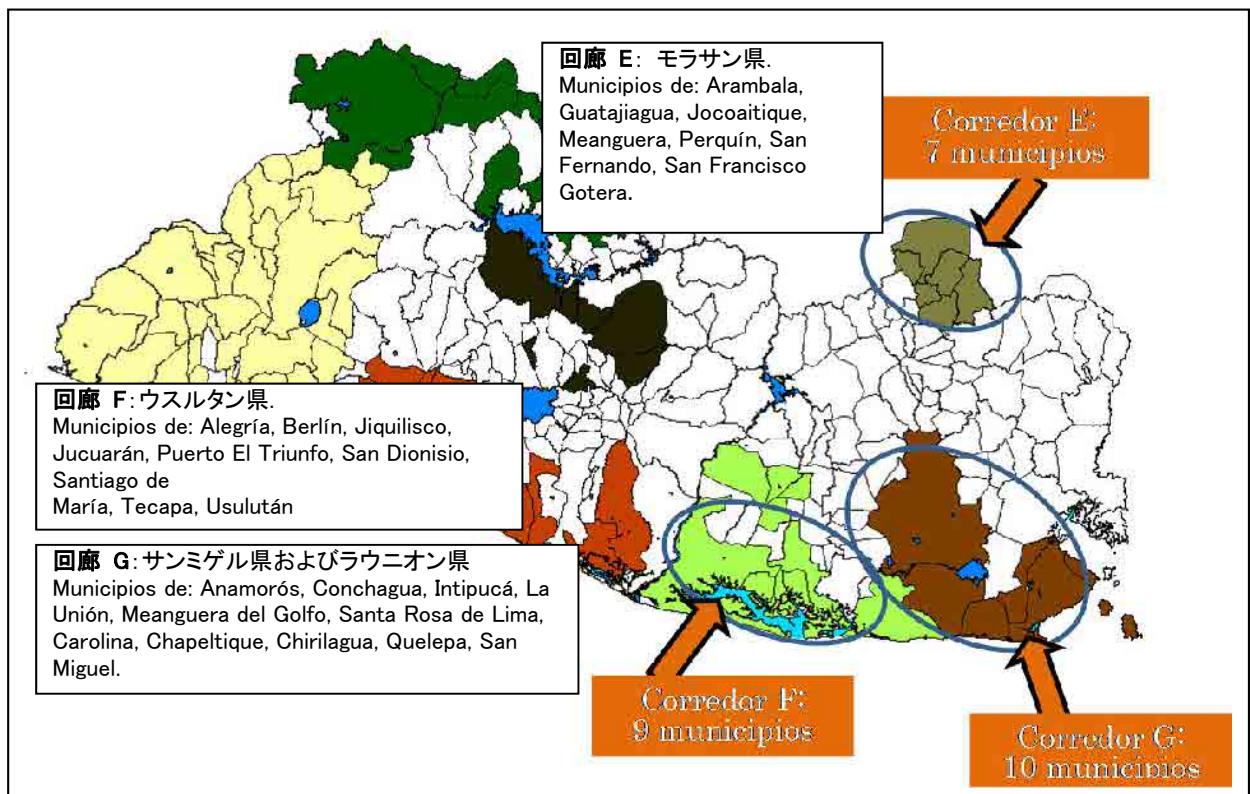 回廊 E: モラサン県.
Municipios de: Arambala,
Guatajiagua, Jocoaitique,
Meanguera, Perquín, San
Fernando, San Francisco
Gotera.
Corredor E:
7 municipios
回廊 F:ウスルタン県.
Municipios de: Alegría, Berlín, Jiquilisco,
Jucuarán, Puerto El Triunfo, San Dionisio,
Santiago de
María, Tecapa, Usulután
回廊 G:サンミゲル県およびラウニオン県
Municipios de: Anamorós, Conchagua, Intipucá, La
Unión, Meanguera del Golfo, Santa Rosa de Lima,
Carolina, Chapeltique, Chirilagua, Quelepa, San
Miguel.
Corredor F:
9 municipios
Corredor G:
10 municipios